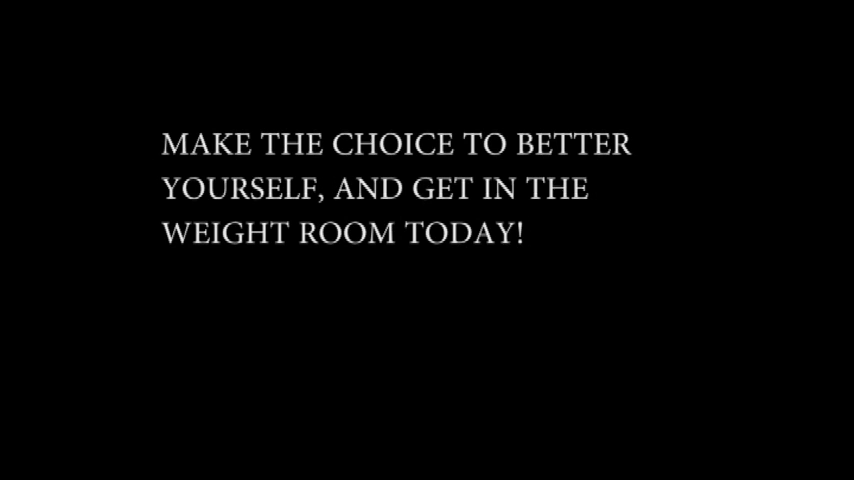 MAKE THE CHOICE TO BETTER
YOURSELF, AND GET IN THE
WEIGHT ROOM TODAY!